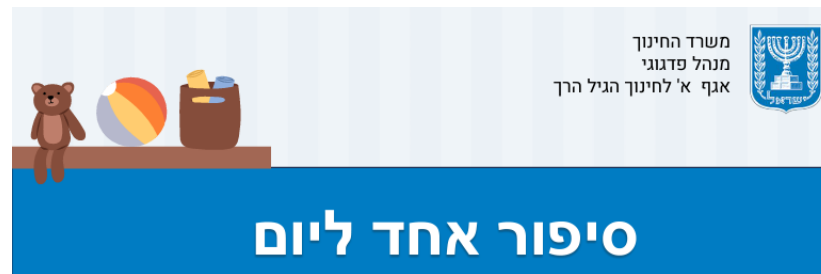 משרד החינוך
מנהל פדגוגי
אגף א' לחינוך הגיל הרך
סיפור אחד ליום